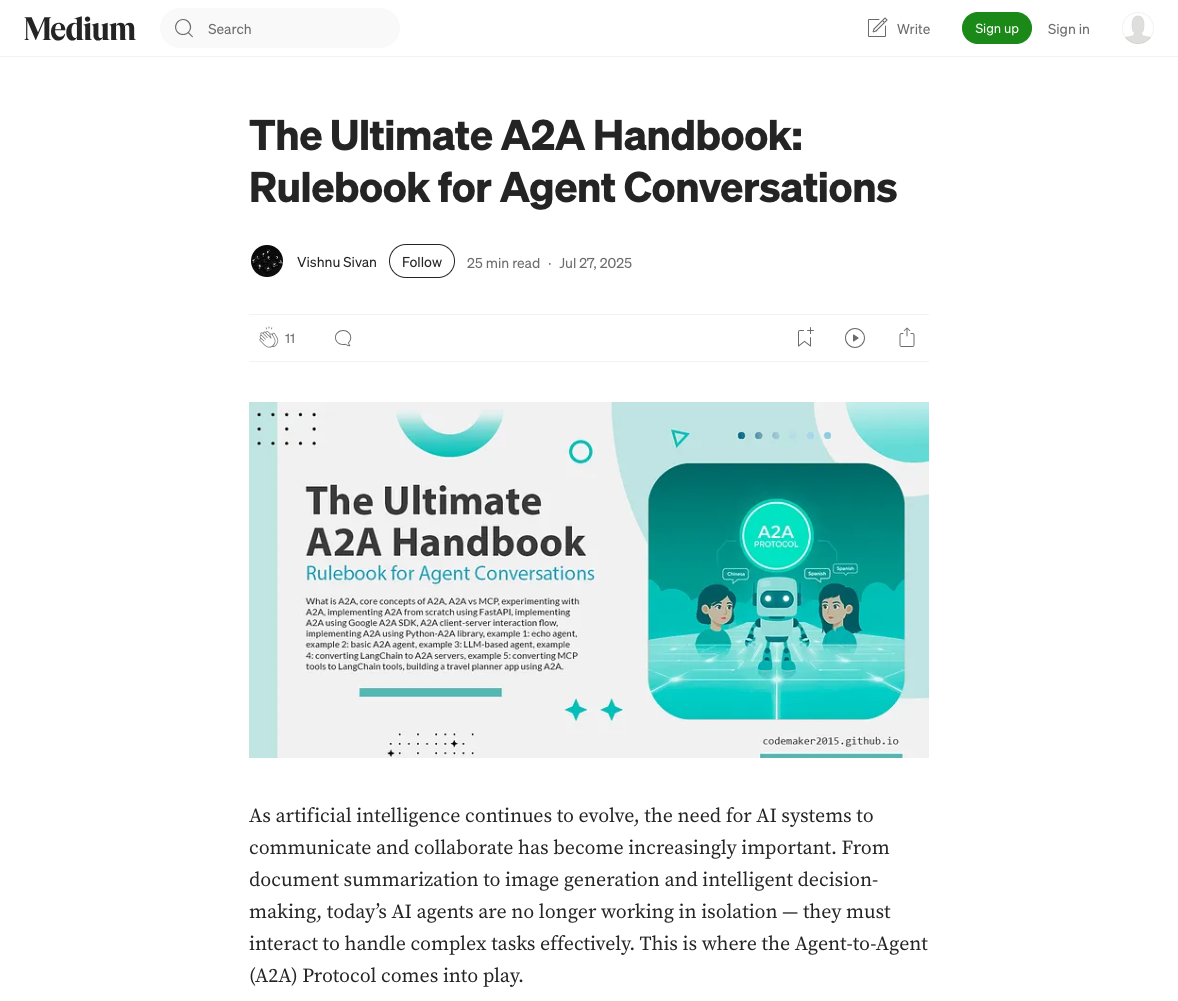 Medium
Search
Write
Sign up
Sign in
The Ultimate A2A Handbook:
Rulebook for Agent Conversations
Vishnu Sivan
Follow
25 min read · Jul 27, 2025
11
The Ultimate
A2A Handbook
Rulebook for Agent Conversations
What is A2A, core concepts of A2A, A2A vs MCP, experimenting with
A2A, implementing A2A from scratch using FastAPI, implementing
A2A using Google A2A SDK, A2A client-server interaction flow,
implementing A2A using Python-A2A library, example 1: echo agent,
example 2: basic A2A agent, example 3: LLM-based agent, example
4: converting LangChain to A2A servers, example 5: converting MCP
tools to LangChain tools, building a travel planner app using A2A.
A2A
PROTOCOL
Chinese
Spanish
Spanish
codemaker2015.github.io
As artificial intelligence continues to evolve, the need for AI systems to
communicate and collaborate has become increasingly important. From
document summarization to image generation and intelligent decision-
making, today’s AI agents are no longer working in isolation — they must
interact to handle complex tasks effectively. This is where the Agent-to-Agent
(A2A) Protocol comes into play.